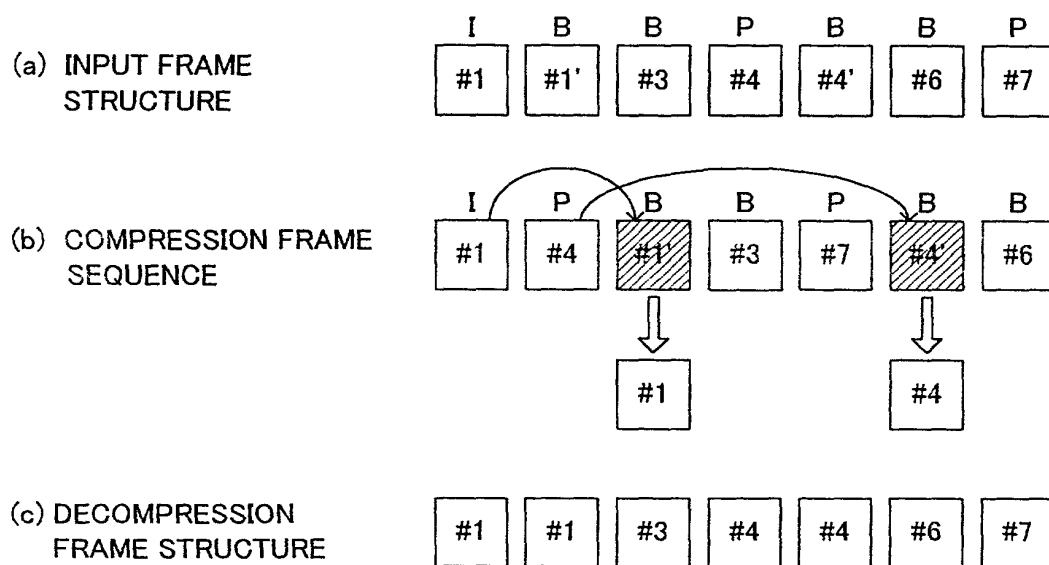 I B B P B B P
(a) INPUT FRAME
STRUCTURE
#1 #1' #3 #4 #4' #6 #7
I P B B P B B
(b) COMPRESSION FRAME
SEQUENCE
#1 #4 #1' #3 #7 #4' #6
#1 #4
(c) DECOMPRESSION
FRAME STRUCTURE
#1 #1 #3 #4 #4 #6 #7